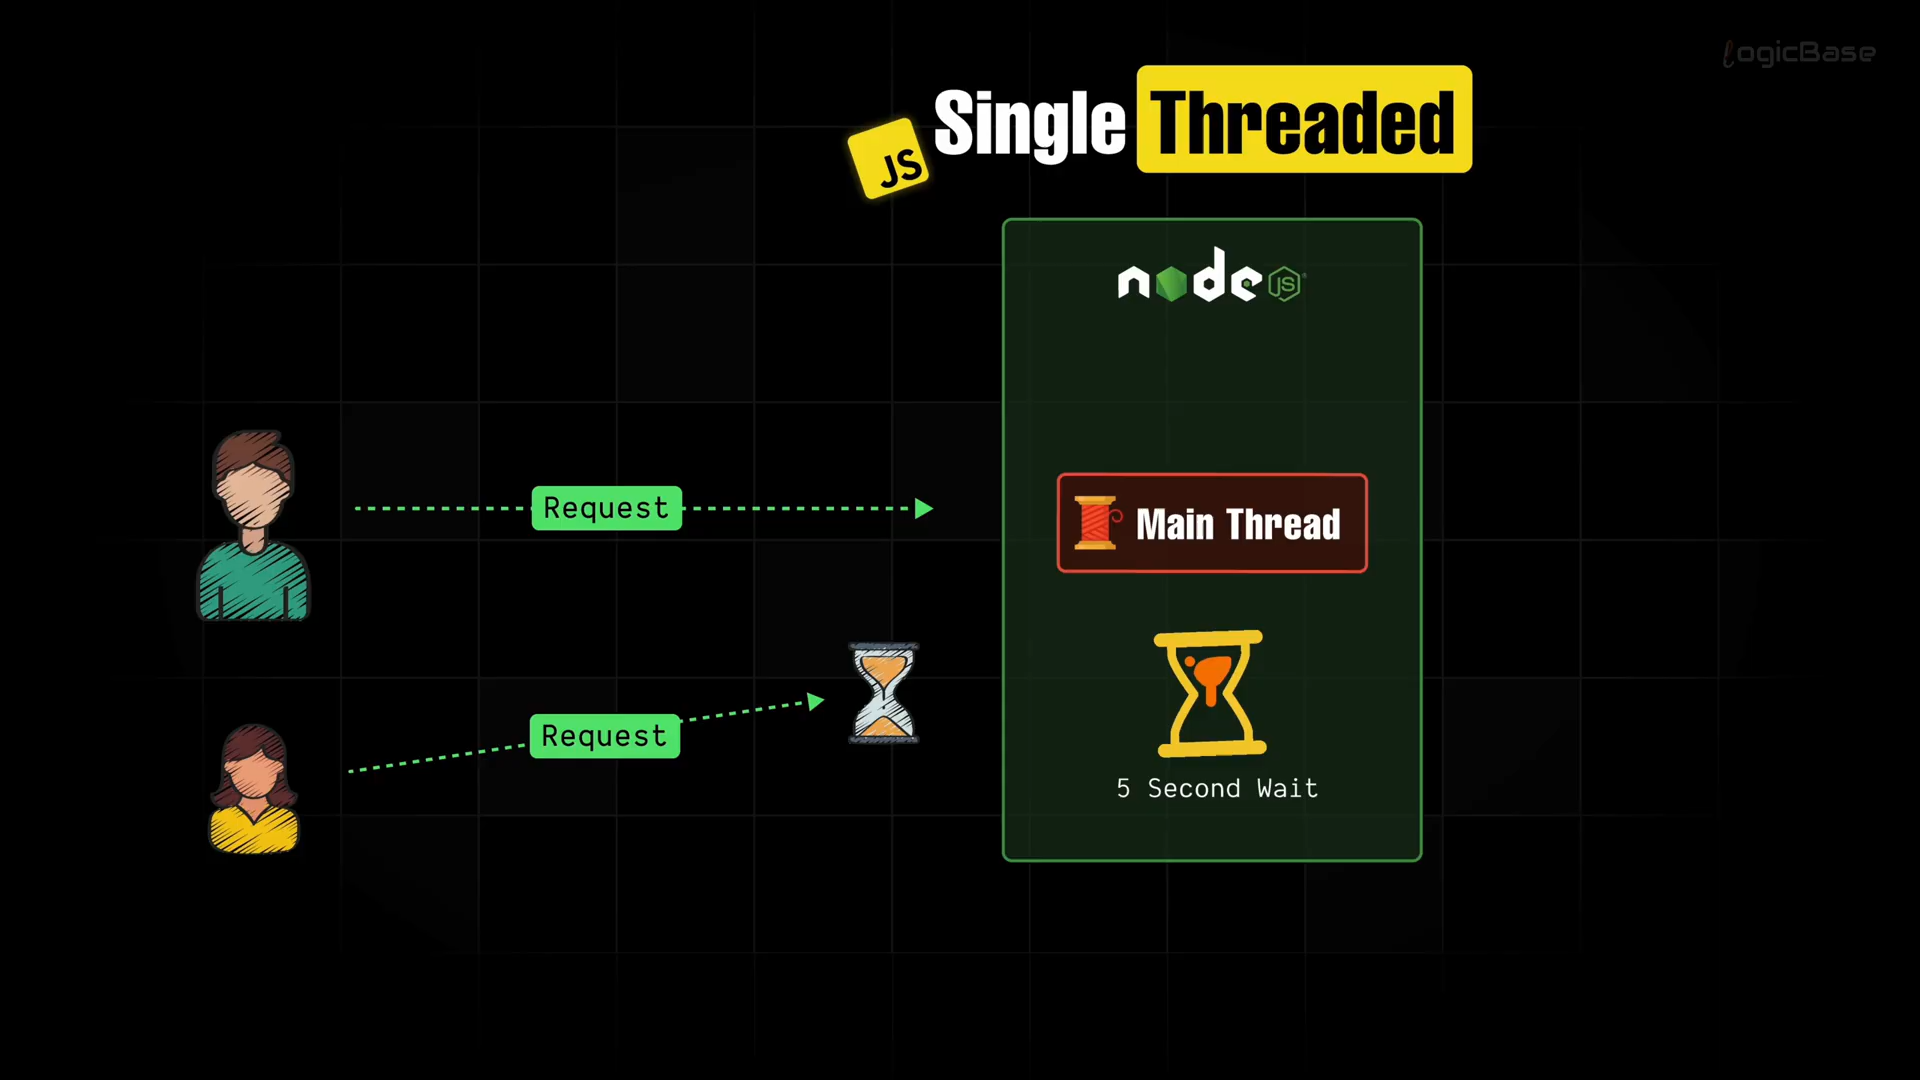 LogicBase
Single Threaded
JS
node
JS
Request
Main Thread
Request
5 Second Wait